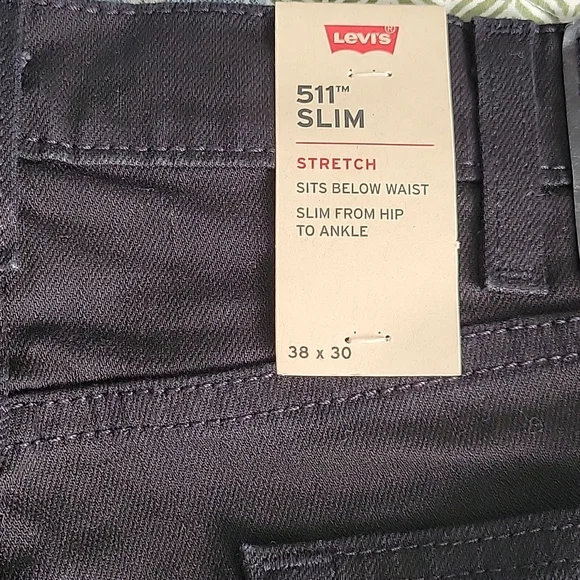 Levi's®
511™
SLIM
STRETCH
SITS BELOW WAIST
SLIM FROM HIP
TO ANKLE
38 x 30